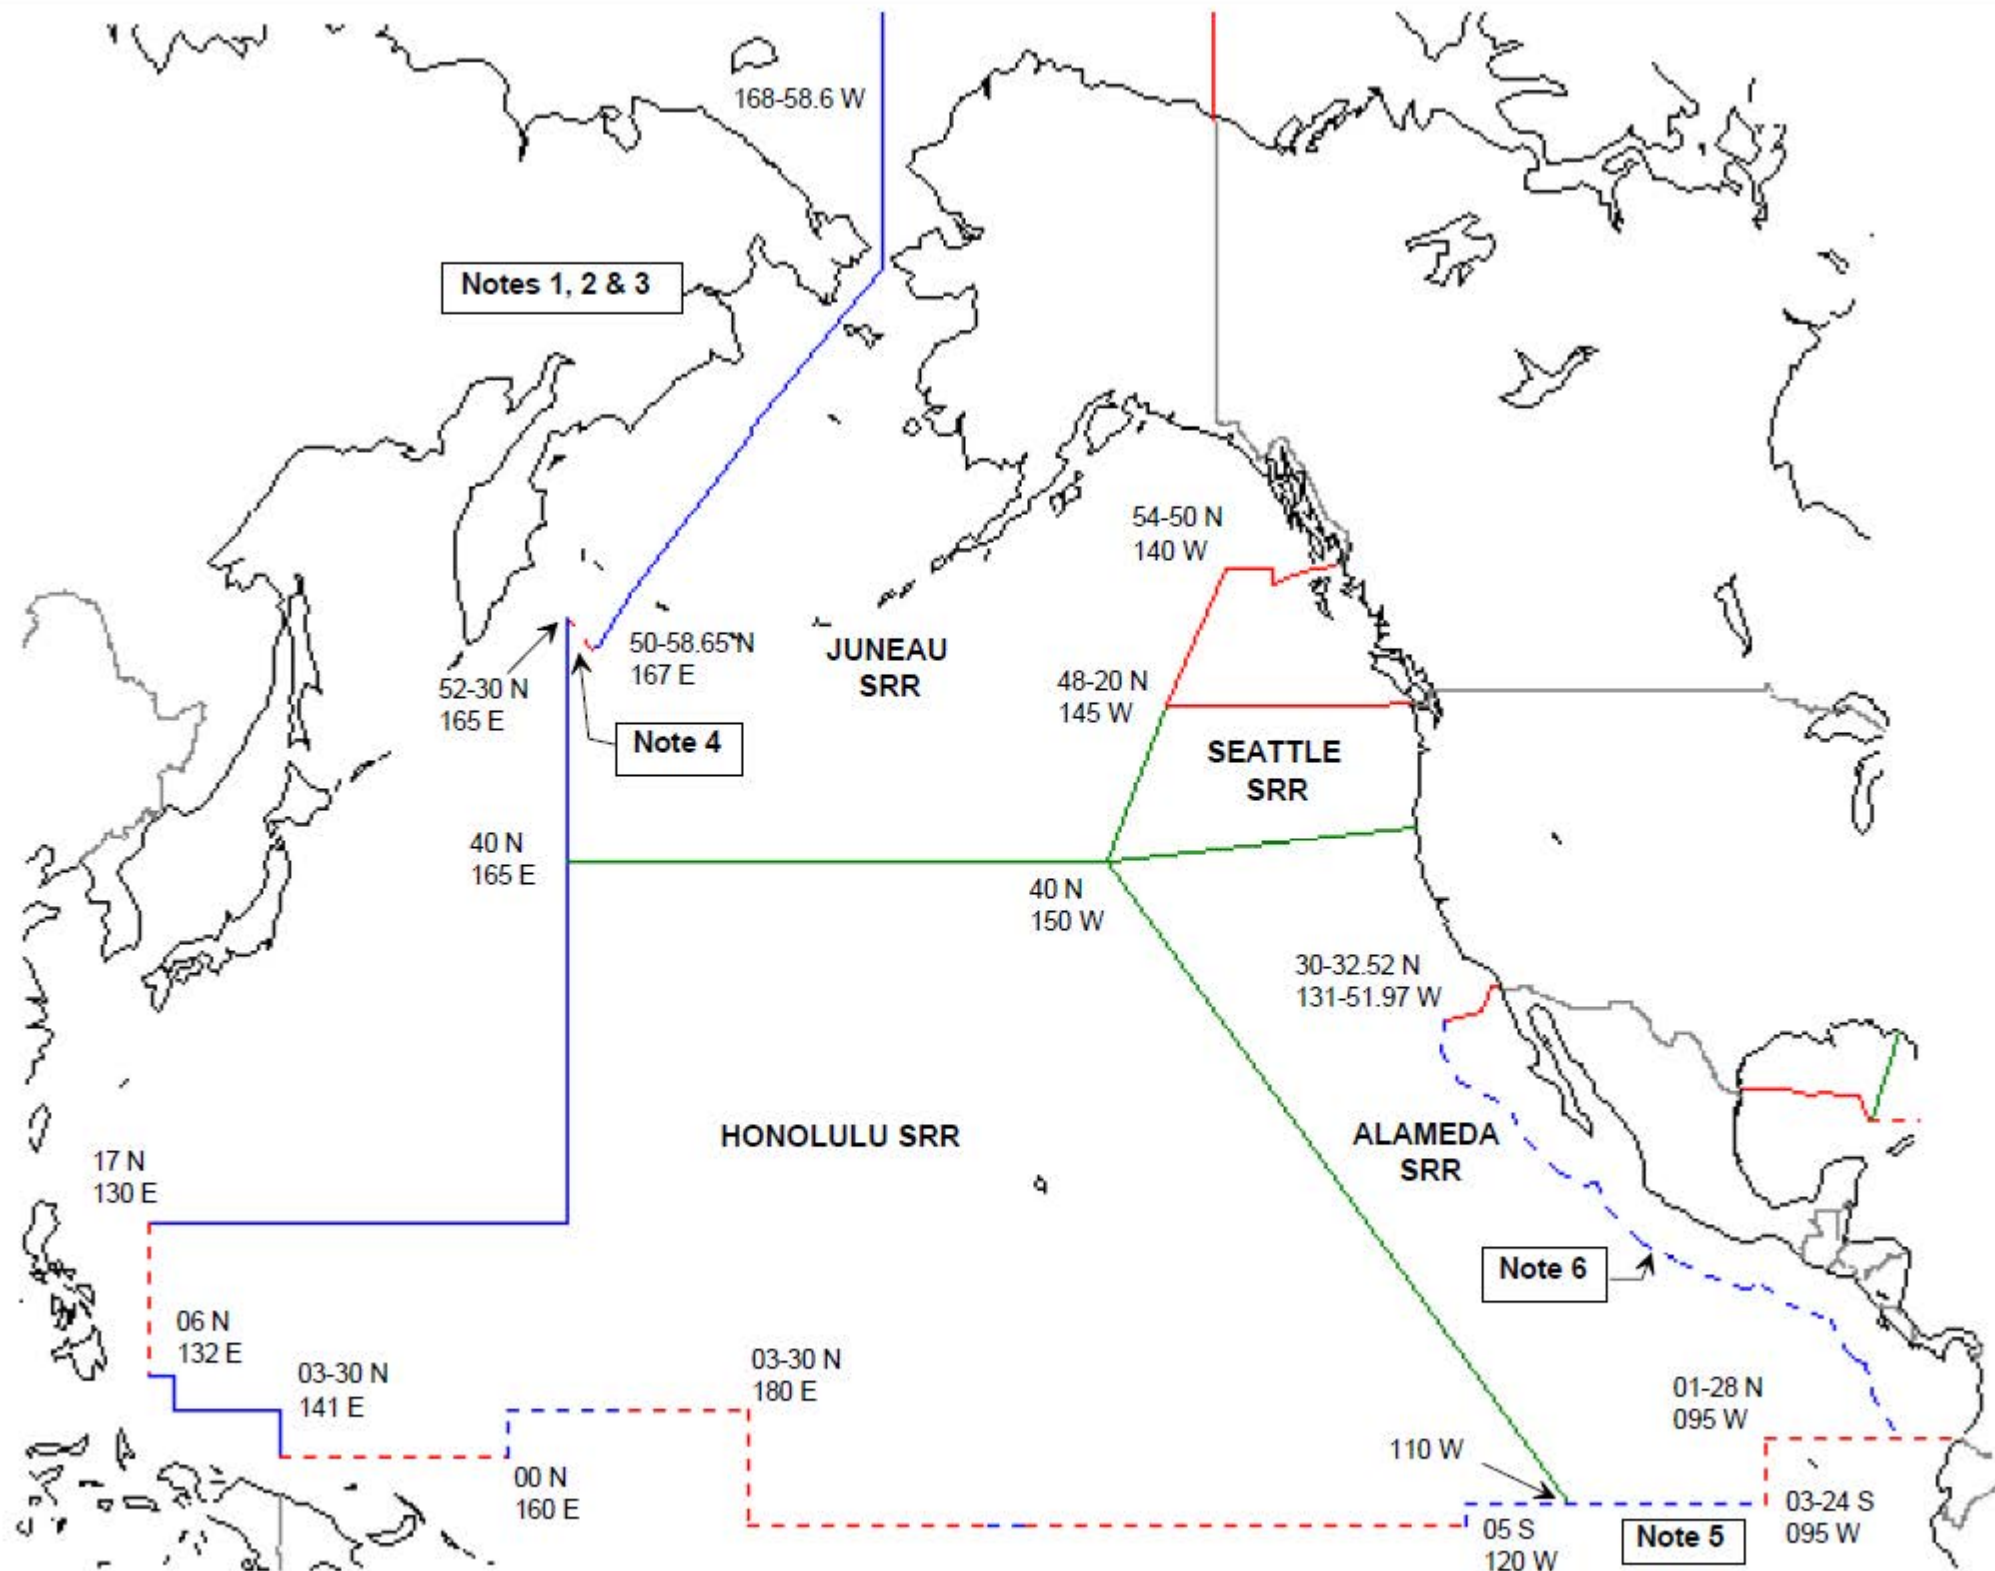 168-58.6 W
Notes 1, 2 & 3
54-50 N
140 W
50-58.65 N
167 E
JUNEAU
SRR
52-30 N
165 E
48-20 N
145 W
Note 4
SEATTLE
SRR
40 N
165 E
40 N
150 W
30-32.52 N
131-51.97 W
HONOLULU SRR
ALAMEDA
SRR
17 N
130 E
Note 6
06 N
132 E
03-30 N
141 E
03-30 N
180 E
01-28 N
095 W
110 W
00 N
160 E
05 S
120 W
Note 5
03-24 S
095 W